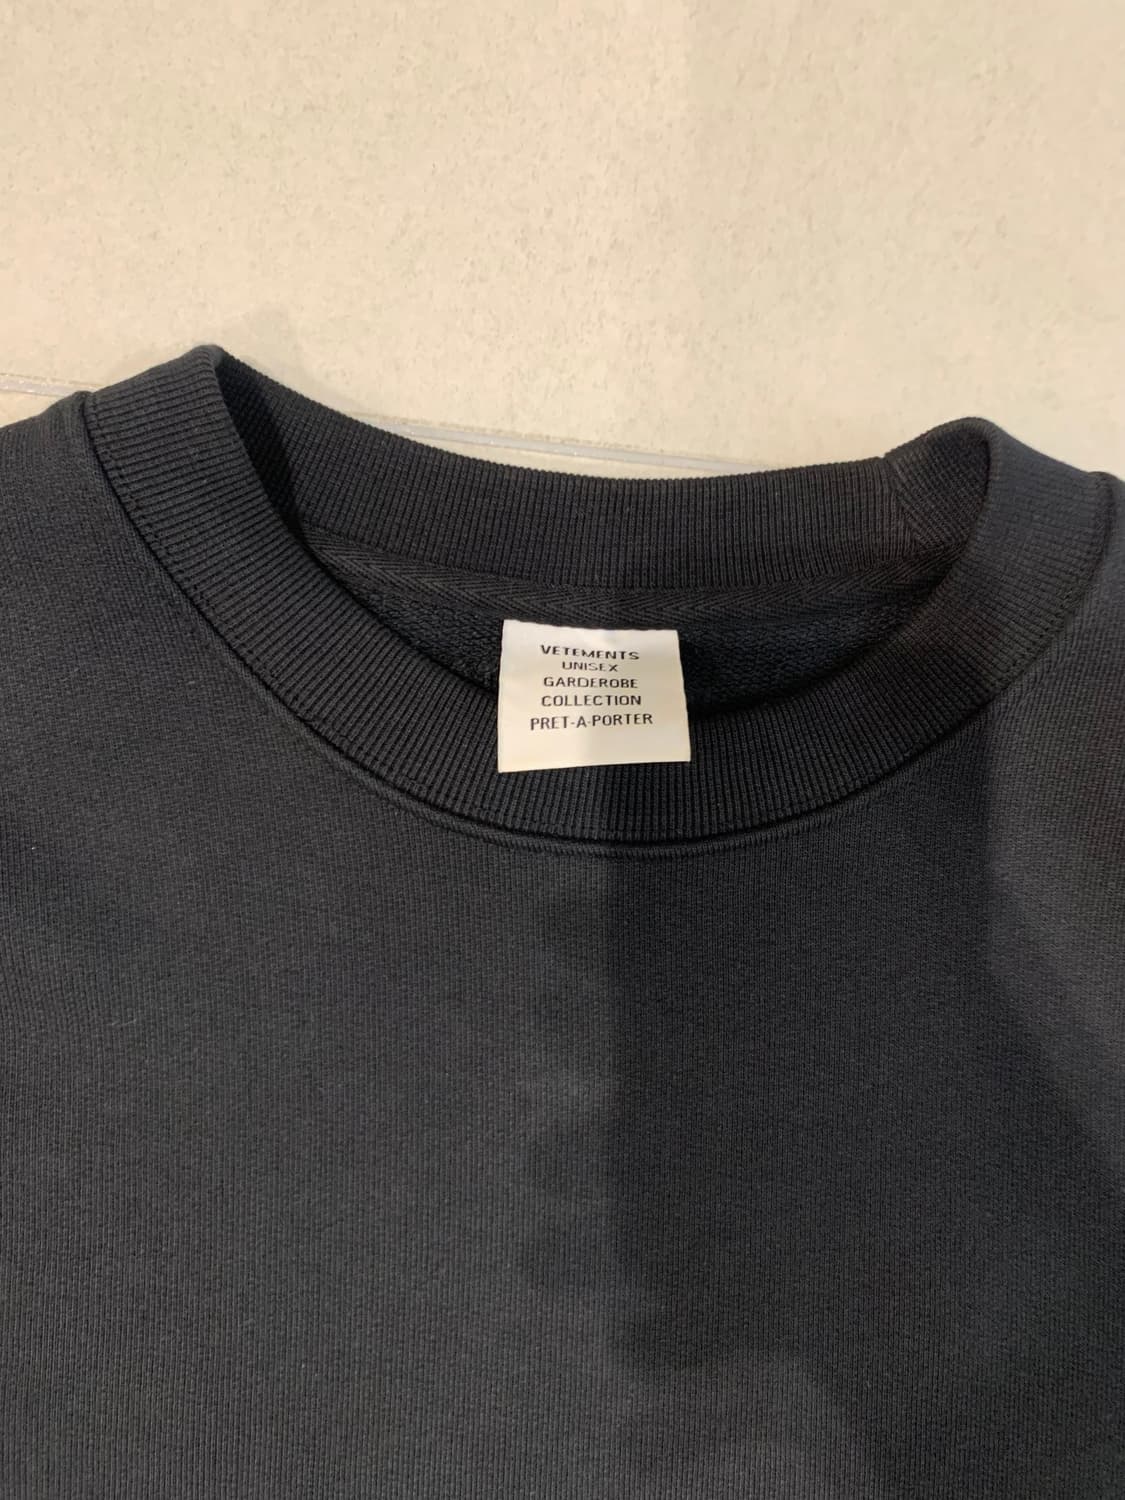 VETEMENTS
UNISEX
GARDEROBE
COLLECTION
PRET-A-PORTER